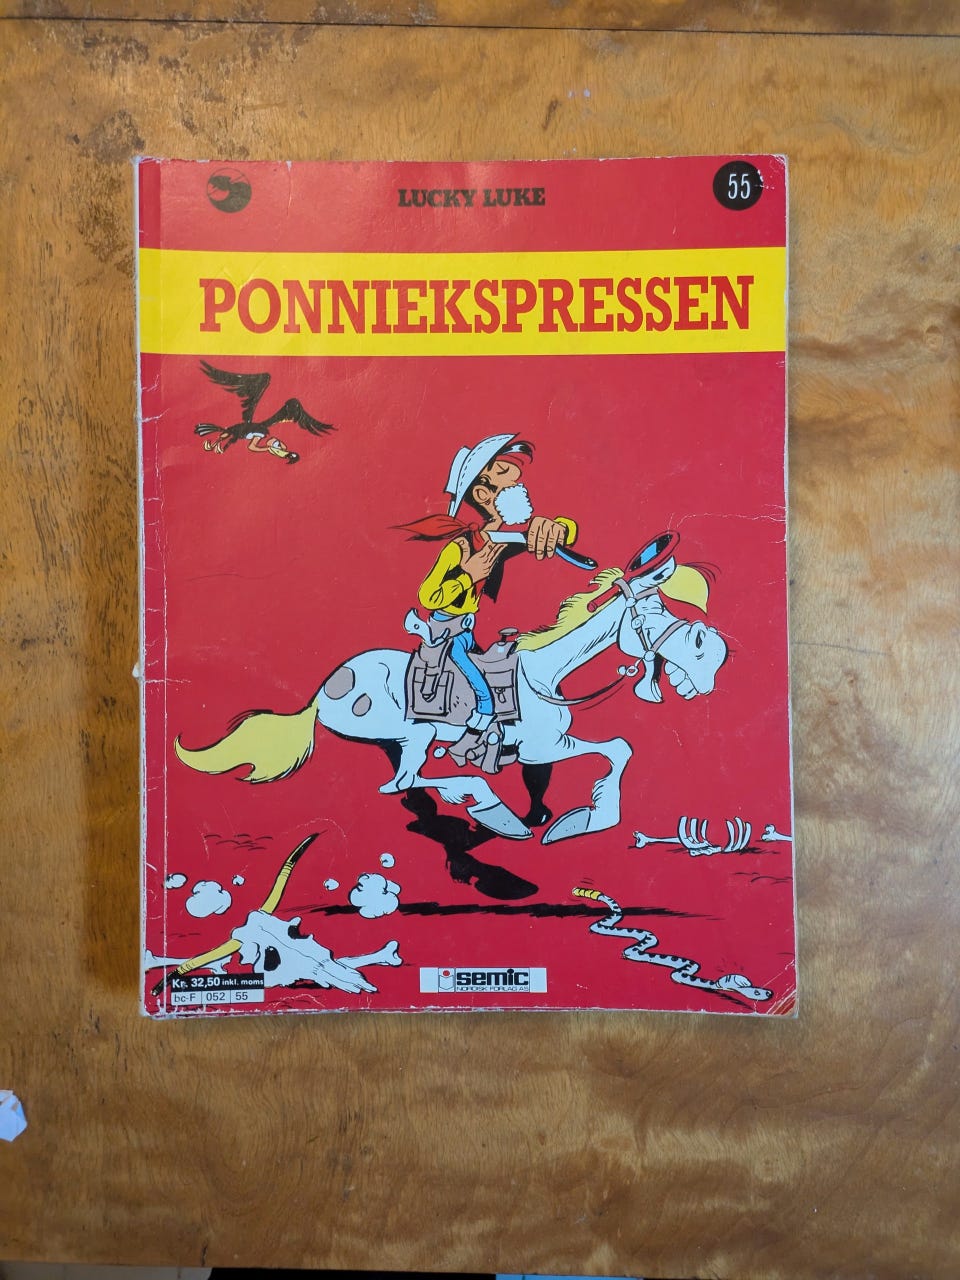 LUCKY LUKE
55
PONNIEKSPRESSEN
Kr. 32,50 inkl. moms
bc-F 052 55
semic
NORDISK FORLAG AS